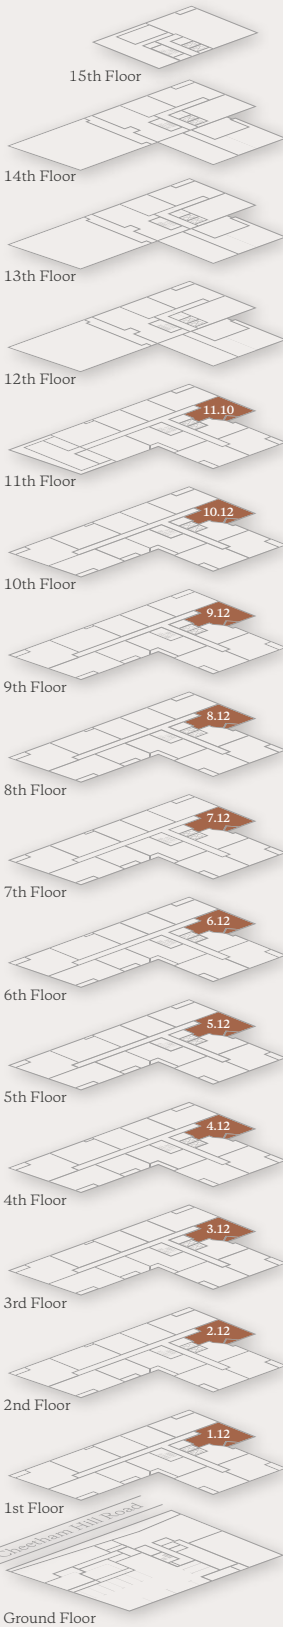 15th Floor
14th Floor
13th Floor
12th Floor
11.10
11th Floor
10.12
10th Floor
9.12
9th Floor
8.12
8th Floor
7.12
7th Floor
6.12
6th Floor
5.12
5th Floor
4.12
4th Floor
3.12
3rd Floor
2.12
2nd Floor
1.12
1st Floor
Cheetham Hill Road
Ground Floor